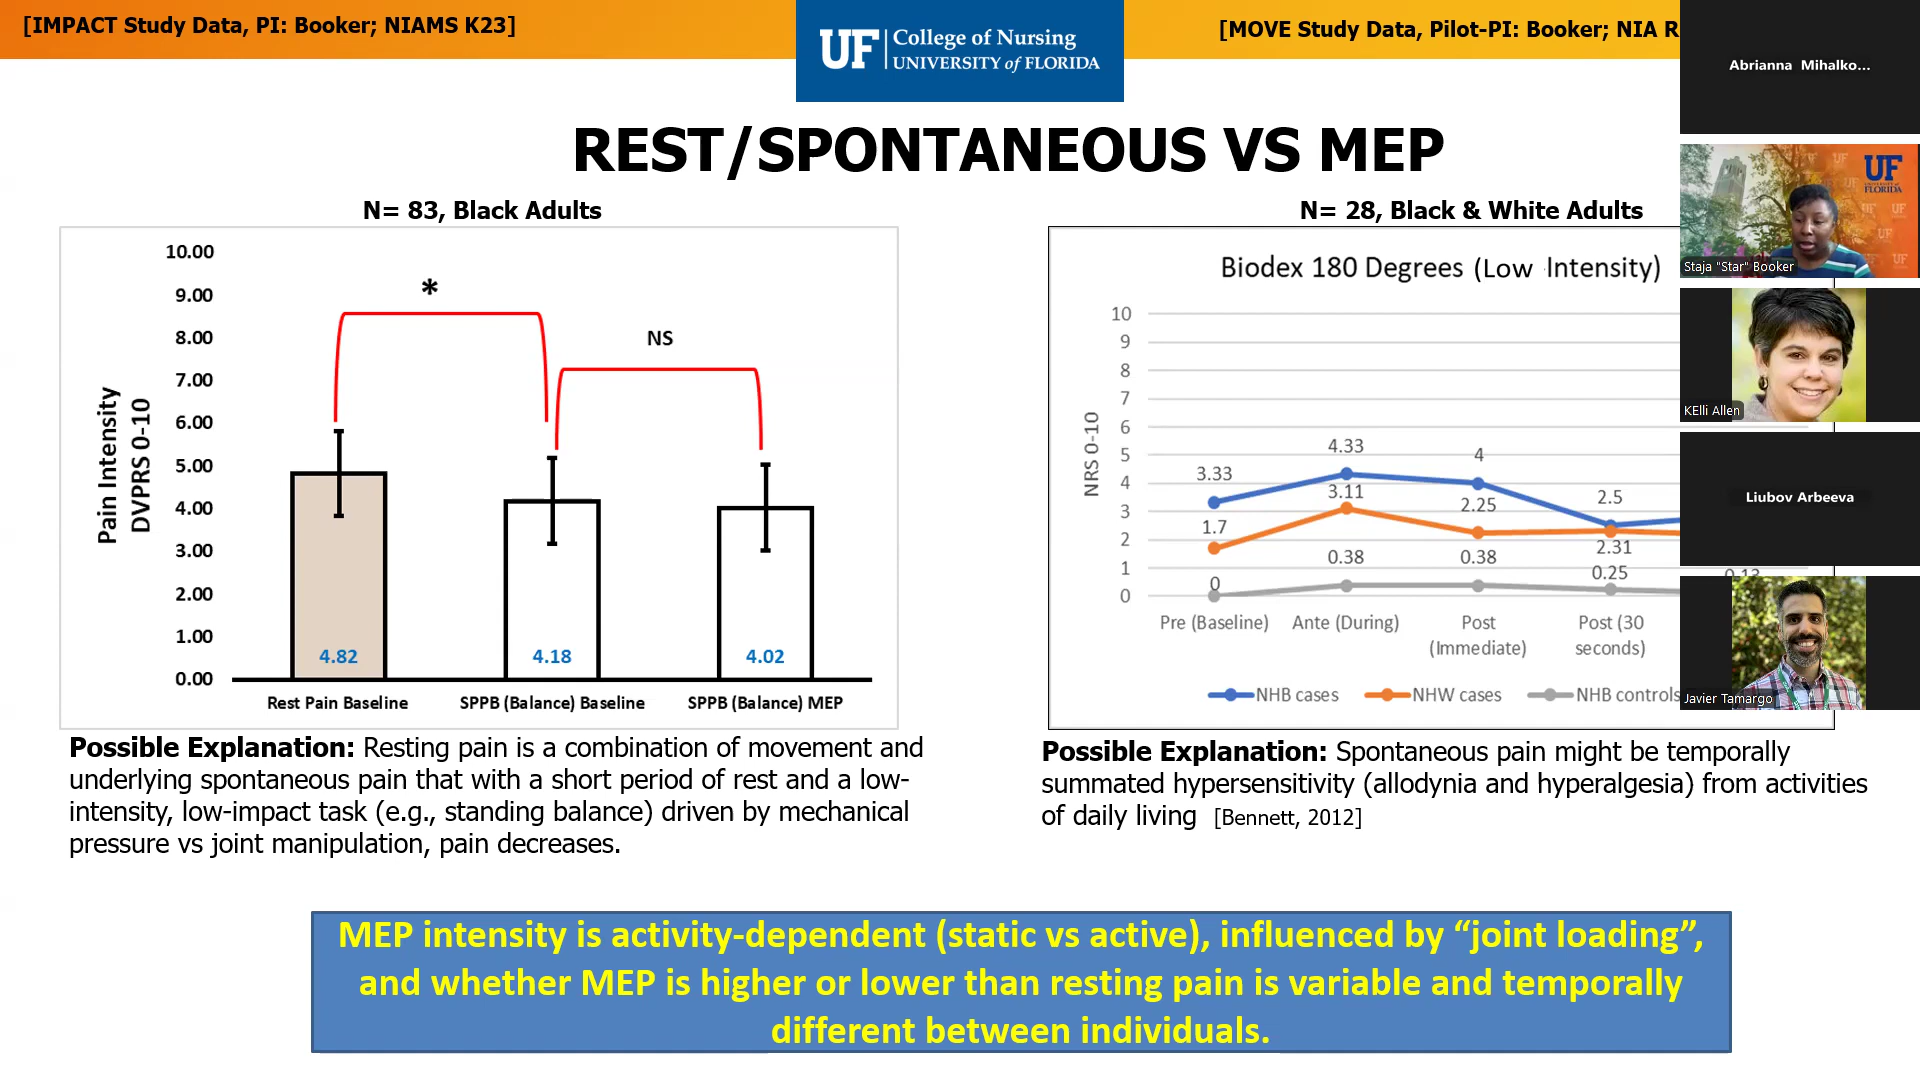 [IMPACT Study Data, PI: Booker; NIAMS K23]
UF College of Nursing
UNIVERSITY of FLORIDA
[MOVE Study Data, Pilot-PI: Booker; NIA R
REST/SPONTANEOUS VS MEP
N= 83, Black Adults
10.00
9.00
8.00
7.00
6.00
5.00
4.00
3.00
2.00
1.00
0.00
Pain Intensity
DVPRS 0-10
*
NS
4.82
4.18
4.02
Rest Pain Baseline
SPPB (Balance) Baseline
SPPB (Balance) MEP
Possible Explanation: Resting pain is a combination of movement and
underlying spontaneous pain that with a short period of rest and a low-
intensity, low-impact task (e.g., standing balance) driven by mechanical
pressure vs joint manipulation, pain decreases.
N= 28, Black & White Adults
Biodex 180 Degrees (Low Intensity)
10
9
8
7
6
5
4
3
2
1
0
NRS 0-10
3.33
4.33
4
2.5
1.7
3.11
2.25
2.31
0
0.38
0.38
0.25
Pre (Baseline)
Ante (During)
Post
(Immediate)
Post (30
seconds)
NHB cases
NHW cases
NHB controls
Possible Explanation: Spontaneous pain might be temporally
summated hypersensitivity (allodynia and hyperalgesia) from activities
of daily living [Bennett, 2012]
MEP intensity is activity-dependent (static vs active), influenced by “joint loading”,
and whether MEP is higher or lower than resting pain is variable and temporally
different between individuals.
Abrianna Mihalko...
UF
FLORIDA
Staja "Star" Booker
KElli Allen
Liubov Arbeeva
Javier Tamargo